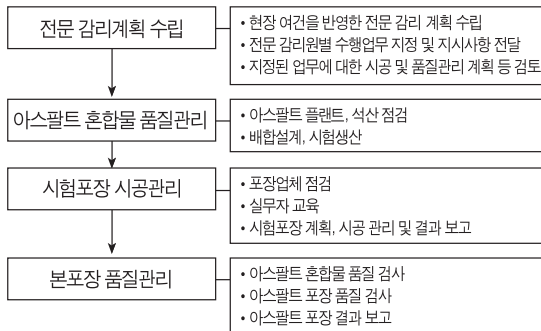 전문 감리계획 수립
• 현장 여건을 반영한 전문 감리 계획 수립
• 전문 감리원별 수행업무 지정 및 지시사항 전달
• 지정된 업무에 대한 시공 및 품질관리 계획 등 검토
아스팔트 혼합물 품질관리
• 아스팔트 플랜트, 석산 점검
• 배합설계, 시험생산
시험포장 시공관리
• 포장업체 점검
• 실무자 교육
• 시험포장 계획, 시공 관리 및 결과 보고
본포장 품질관리
• 아스팔트 혼합물 품질 검사
• 아스팔트 포장 품질 검사
• 아스팔트 포장 결과 보고